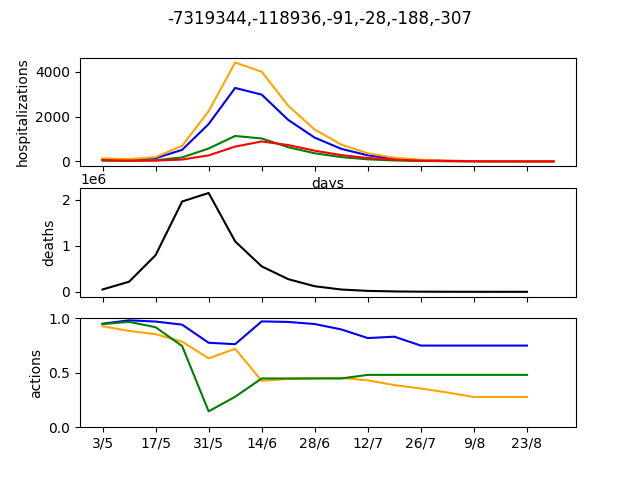 -7319344,-118936,-91,-28,-188,-307
hospitalizations
4000
2000
0
days
1e6
deaths
2
1
0
actions
1.0
0.5
0.0
3/5 17/5 31/5 14/6 28/6 12/7 26/7 9/8 23/8